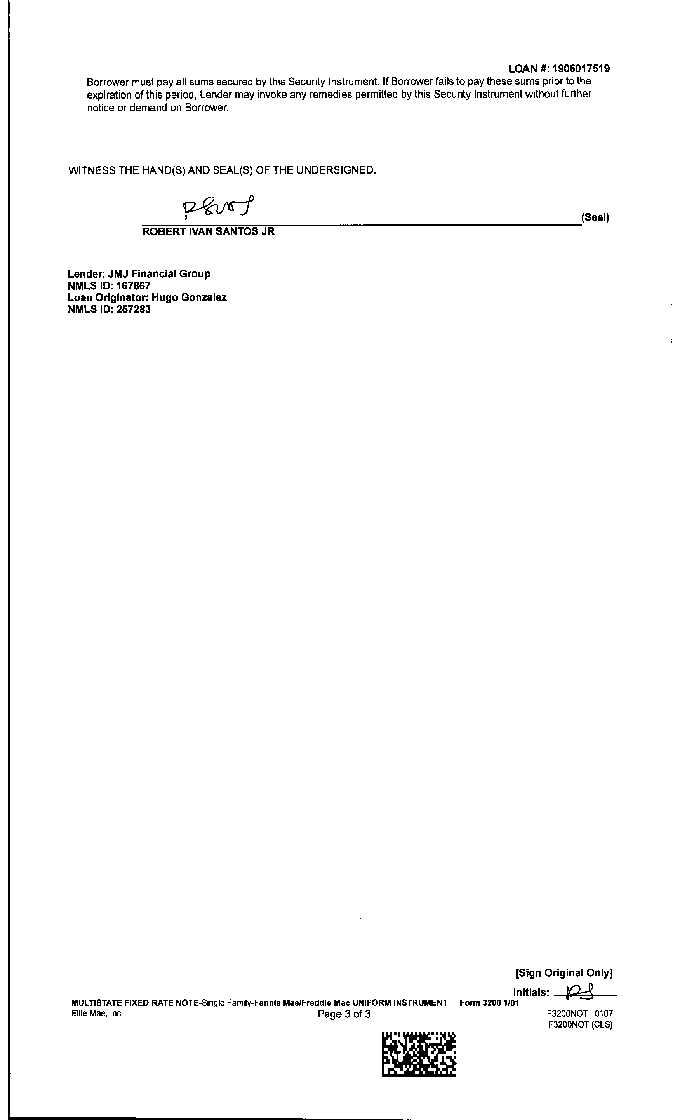 LOAN #: 1906017519
Borrower must pay all sums secured by this Security Instrument. If Borrower fails to pay these sums prior to the
expiration of this period, Lender may invoke any remedies permitted by this Security Instrument without further
notice or demand on Borrower.
WITNESS THE HAND(S) AND SEAL(S) OF THE UNDERSIGNED.
(Seal)
ROBERT IVAN SANTOS JR
Lender: JMJ Financial Group
NMLS ID: 167867
Loan Originator: Hugo Gonzalez
NMLS ID: 257283
[Sign Original Only]
Initials: RS
MULTISTATE FIXED RATE NOTE-Single Family-Fannie Mae/Freddie Mac UNIFORM INSTRUMENT Form 3200 1/01
Ellie Mae, Inc. Page 3 of 3 F3200NOT 0107
F3200NOT (CLS)